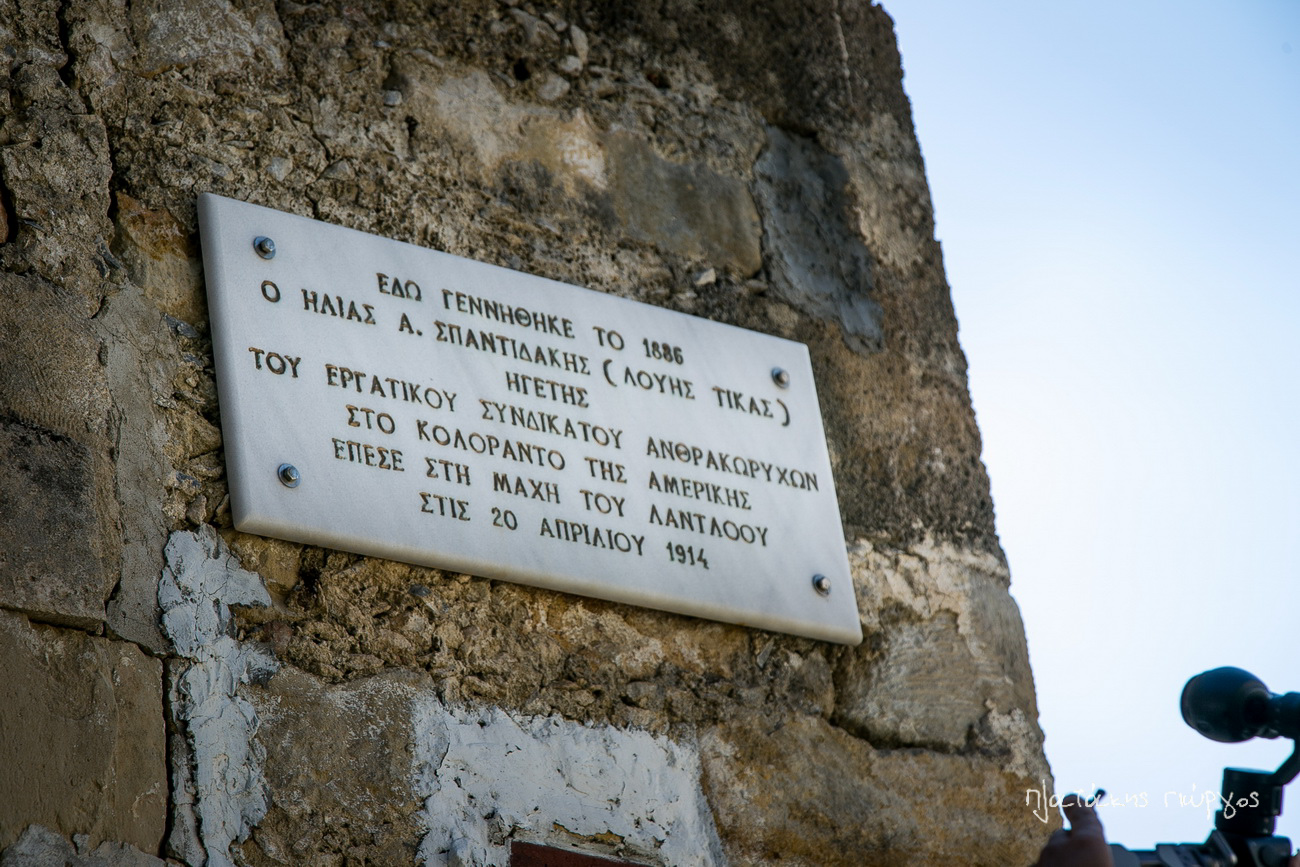 ΕΔΩ ΓΕΝΝΗΘΗΚΕ ΤΟ 1886
Ο ΗΛΙΑΣ Α. ΣΠΑΝΤΙΔΑΚΗΣ (ΛΟΥΗΣ ΤΙΚΑΣ)
ΗΓΕΤΗΣ
ΤΟΥ ΕΡΓΑΤΙΚΟΥ ΣΥΝΔΙΚΑΤΟΥ ΑΝΘΡΑΚΩΡΥΧΩΝ
ΣΤΟ ΚΟΛΟΡΑΝΤΟ ΤΗΣ ΑΜΕΡΙΚΗΣ
ΕΠΕΣΕ ΣΤΗ ΜΑΧΗ ΤΟΥ ΛΑΝΤΛΟΟΥ
ΣΤΙΣ 20 ΑΠΡΙΛΙΟΥ 1914
γιώργος